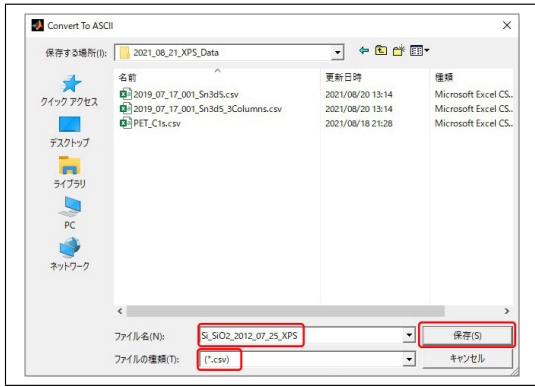 Convert To ASCII
保存する場所(I): 2021_08_21_XPS_Data
名前 更新日時 種類
2019_07_17_001_Sn3d5.csv 2021/08/20 13:14 Microsoft Excel CS...
2019_07_17_001_Sn3d5_3Columns.csv 2021/08/20 13:14 Microsoft Excel CS...
PET_C1s.csv 2021/08/18 21:28 Microsoft Excel CS...
クイック アクセス
デスクトップ
ライブラリ
PC
ネットワーク
ファイル名(N): Si_SiO2_2012_07_25_XPS 保存(S)
ファイルの種類(T): (*.csv) キャンセル